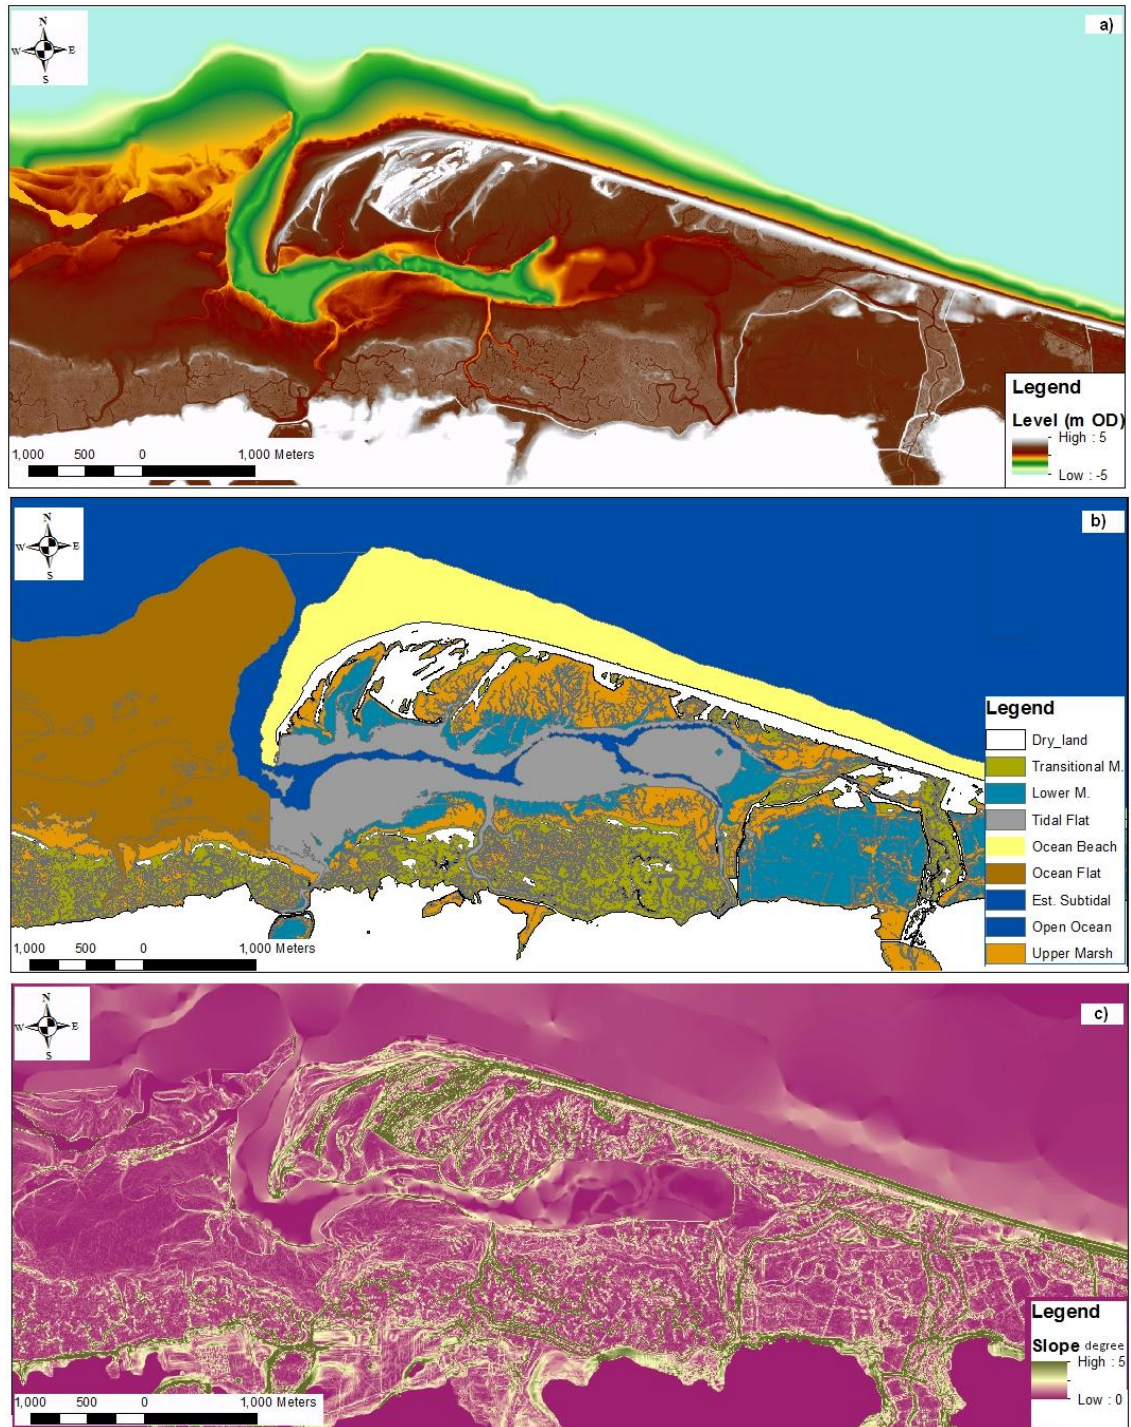 N
W E
S
a)
Legend
Level (m OD)
High : 5
Low : -5
1,000 500 0 1,000 Meters
N
W E
S
b)
Legend
Dry_land
Transitional M.
Lower M.
Tidal Flat
Ocean Beach
Ocean Flat
Est. Subtidal
Open Ocean
Upper Marsh
1,000 500 0 1,000 Meters
N
W E
S
c)
Legend
Slope degree
High : 5
Low : 0
1,000 500 0 1,000 Meters